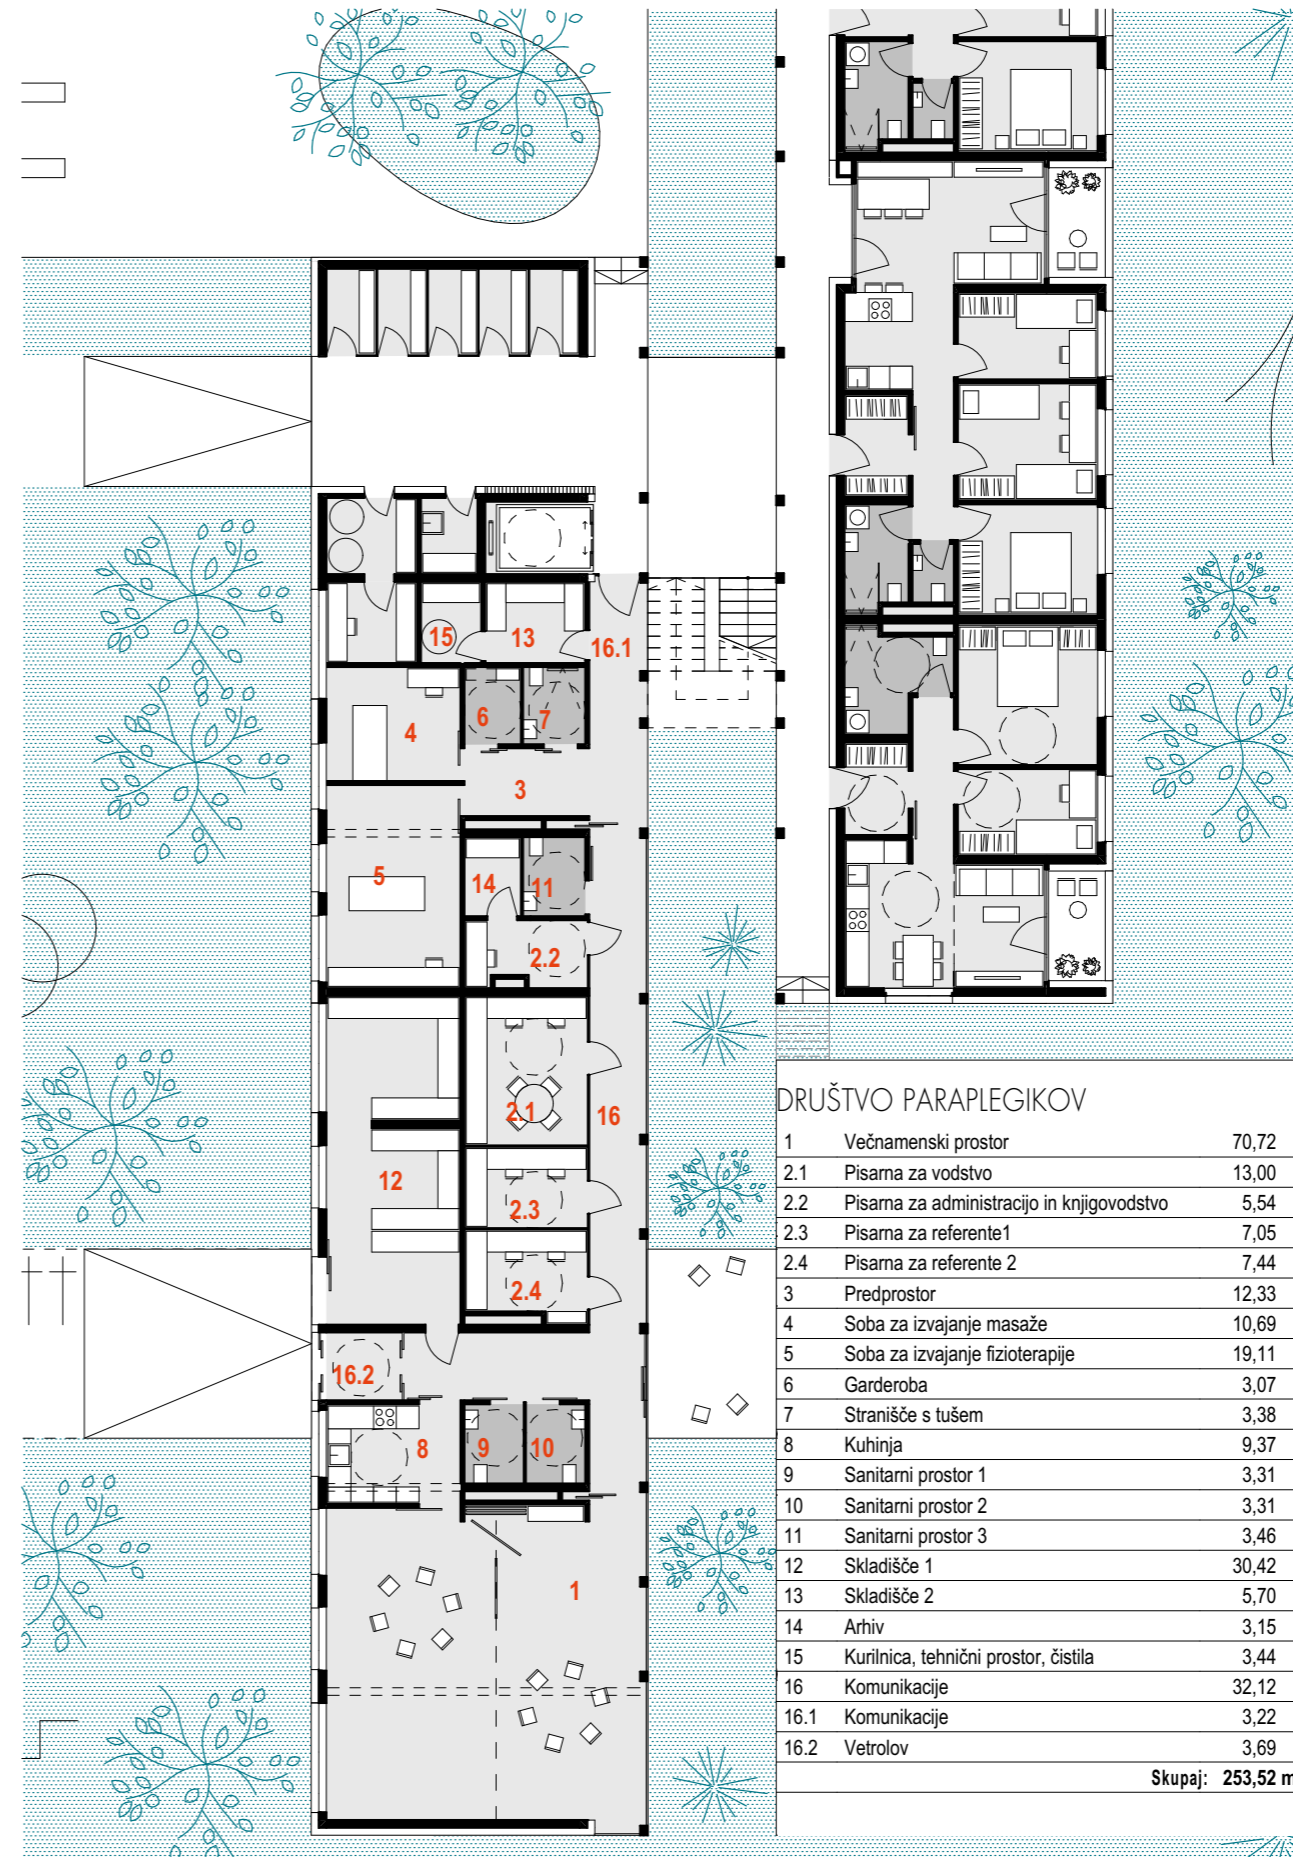 15
13
16.1
4
6
7
3
5
14
11
2.2
2.1
16
12
2.3
2.4
16.2
8
9
10
1
DRUŠTVO PARAPLEGIKOV
1 Večnamenski prostor 70,72
2.1 Pisarna za vodstvo 13,00
2.2 Pisarna za administracijo in knjigovodstvo 5,54
2.3 Pisarna za referente1 7,05
2.4 Pisarna za referente 2 7,44
3 Predprostor 12,33
4 Soba za izvajanje masaže 10,69
5 Soba za izvajanje fizioterapije 19,11
6 Garderoba 3,07
7 Stranišče s tušem 3,38
8 Kuhinja 9,37
9 Sanitarni prostor 1 3,31
10 Sanitarni prostor 2 3,31
11 Sanitarni prostor 3 3,46
12 Skladišče 1 30,42
13 Skladišče 2 5,70
14 Arhiv 3,15
15 Kurilnica, tehnični prostor, čistila 3,44
16 Komunikacije 32,12
16.1 Komunikacije 3,22
16.2 Vetrolov 3,69
Skupaj: 253,52 m